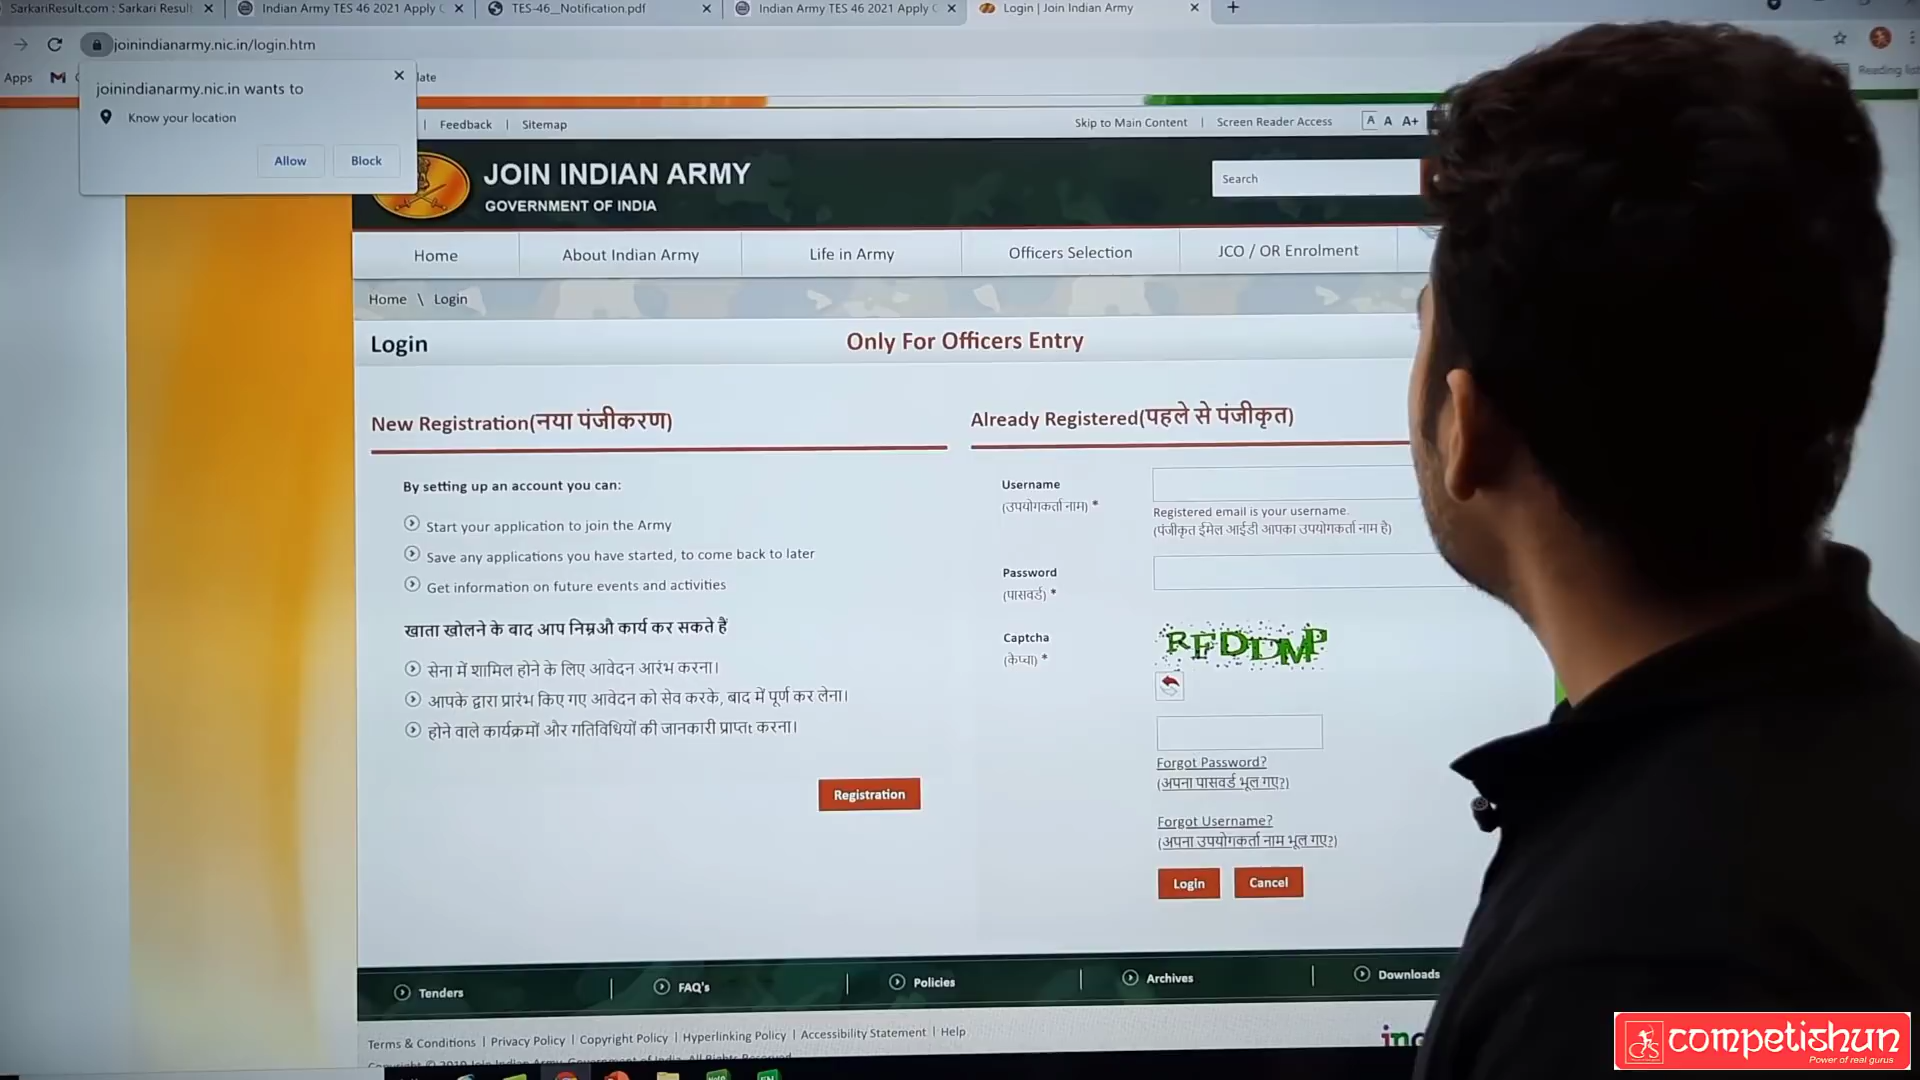 SarkariResult.com : Sarkari Result
Indian Army TES 46 2021 Apply
TES-46__Notification.pdf
Indian Army TES 46 2021 Apply
Login | Join Indian Army
joinindianarmy.nic.in/login.htm
Apps
Reading list
joinindianarmy.nic.in wants to
Know your location
Allow
Block
Feedback | Sitemap
Skip to Main Content | Screen Reader Access
A A A+
JOIN INDIAN ARMY
GOVERNMENT OF INDIA
Search
Home
About Indian Army
Life in Army
Officers Selection
JCO / OR Enrolment
Home \ Login
Login
Only For Officers Entry
New Registration(नया पंजीकरण)
By setting up an account you can:
Start your application to join the Army
Save any applications you have started, to come back to later
Get information on future events and activities
खाता खोलने के बाद आप निम्नऔ कार्य कर सकते हैं
सेना में शामिल होने के लिए आवेदन आरंभ करना।
आपके द्वारा प्रारंभ किए गए आवेदन को सेव करके, बाद में पूर्ण कर लेना।
होने वाले कार्यक्रमों और गतिविधियों की जानकारी प्राप्तt करना।
Registration
Already Registered(पहले से पंजीकृत)
Username
(उपयोगकर्ता नाम) *
Registered email is your username.
(पंजीकृत ईमेल आईडी आपका उपयोगकर्ता नाम है)
Password
(पासवर्ड) *
Captcha
(केप्चा) *
RFDDMP
Forgot Password?
(अपना पासवर्ड भूल गए?)
Forgot Username?
(अपना उपयोगकर्ता नाम भूल गए?)
Login
Cancel
Tenders
FAQ's
Policies
Archives
Downloads
Terms & Conditions | Privacy Policy | Copyright Policy | Hyperlinking Policy | Accessibility Statement | Help
competishun
Power of real gurus